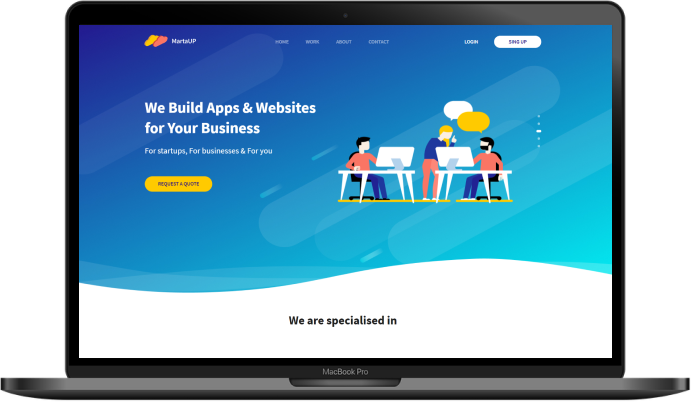 MartaUP
HOME WORK ABOUT CONTACT LOGIN SING UP
We Build Apps & Websites
for Your Business
For startups, For businesses & For you
REQUEST A QUOTE
We are specialised in
MacBook Pro